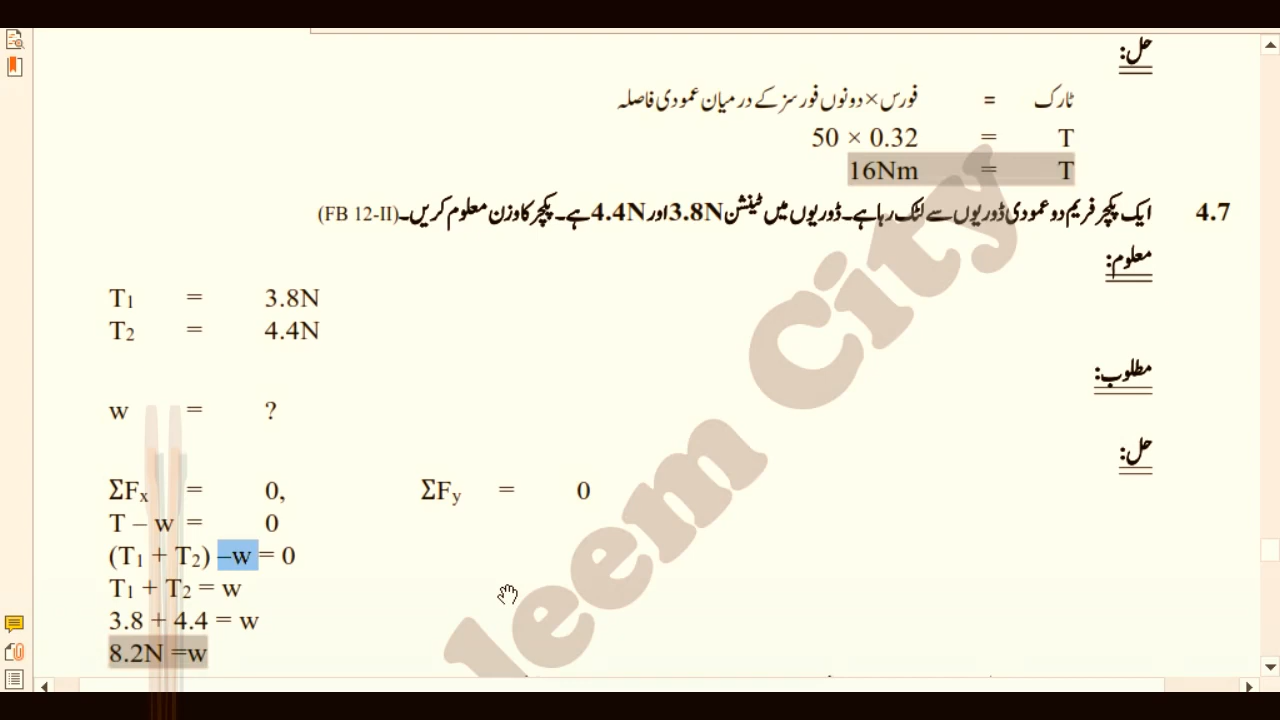 حل:
ٹارک = فورس × دونوں فورسز کے درمیان عمودی فاصلہ
T = 50 × 0.32
T = 16Nm
4.7 ایک پکچر فریم دو عمودی ڈوریوں سے لٹک رہا ہے۔ ڈوریوں میں ٹینشن 3.8N اور 4.4N ہے۔ پکچر کا وزن معلوم کریں۔ (FB 12-II)
معلوم:
T₁ = 3.8N
T₂ = 4.4N
مطلوب:
w = ?
حل:
ΣFₓ = 0, ΣFᵧ = 0
T – w = 0
(T₁ + T₂) –w = 0
T₁ + T₂ = w
3.8 + 4.4 = w
8.2N =w
leem City